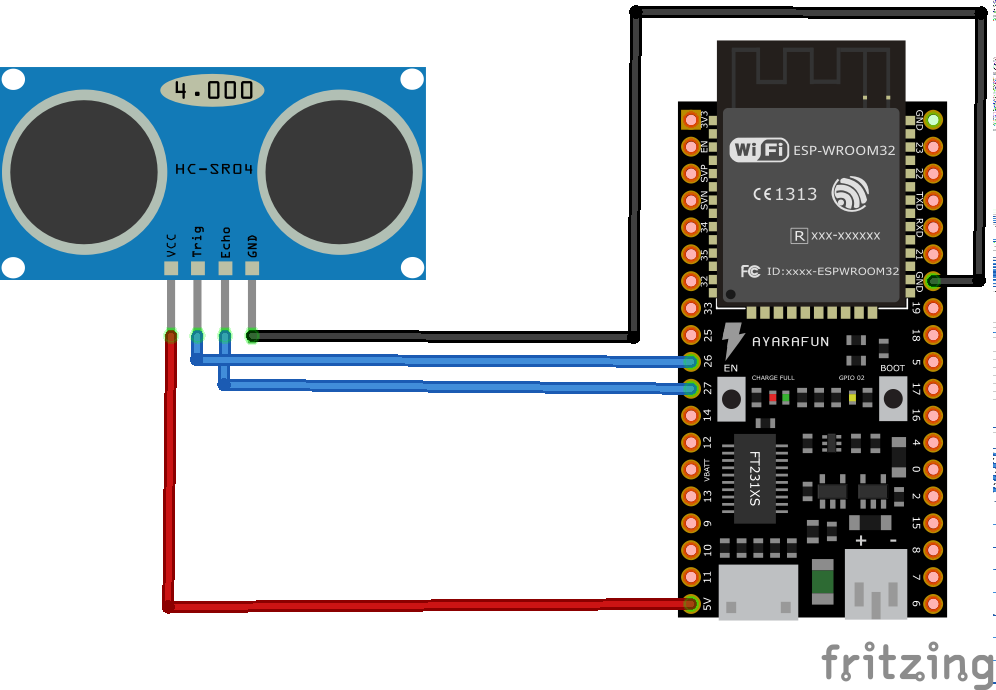 4.000
HC-SR04
VCC
Trig
Echo
GND
WiFi ESP-WROOM32
CE1313
R xxx-xxxxxx
FC ID:xxxx-ESPWROOM32
3V3
EN
SVP
SVN
34
35
32
33
25
26
27
14
12
VBATT
13
9
10
11
5V
GND
23
22
TXD
RXD
21
GND
19
18
5
17
16
4
0
2
15
8
7
6
AYARAFUN
EN
CHARGE FULL
GPIO 02
BOOT
FT231XS
+ -
fritzing